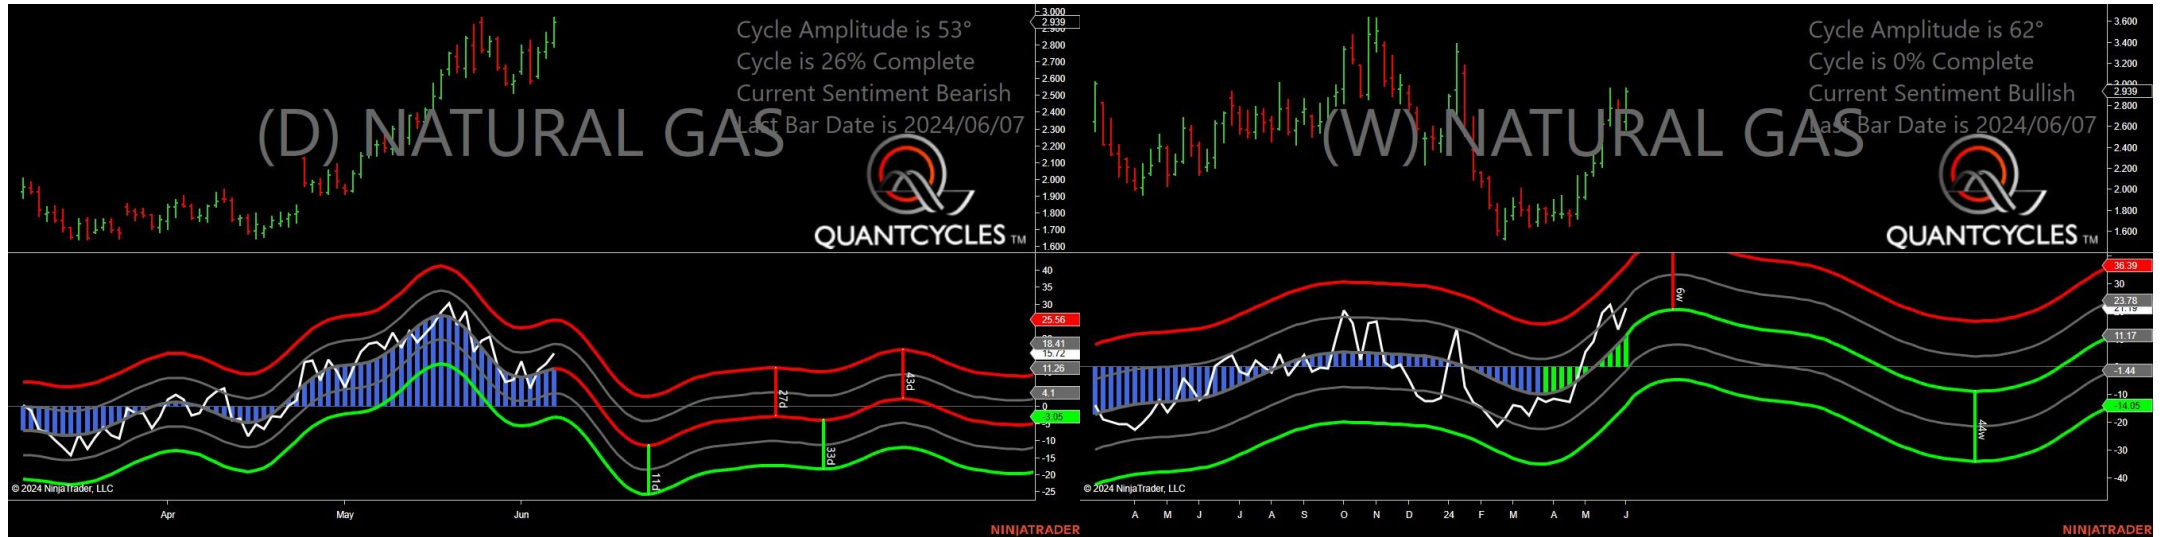 Cycle Amplitude is 53°
Cycle is 26% Complete
Current Sentiment Bearish
Last Bar Date is 2024/06/07
(D) NATURAL GAS
QUANTCYCLES TM
3.000
2.939
2.900
2.800
2.700
2.600
2.500
2.400
2.300
2.200
2.100
2.000
1.900
1.800
1.700
1.600
40
35
30
25.56
18.41
15.72
11.26
4.1
0
-3.05
-5
-10
-15
-20
-25
11d
27d
33d
43d
© 2024 NinjaTrader, LLC
Apr May Jun
NINJATRADER
Cycle Amplitude is 62°
Cycle is 0% Complete
Current Sentiment Bullish
Last Bar Date is 2024/06/07
(W) NATURAL GAS
QUANTCYCLES TM
3.600
3.400
3.200
3.000
2.939
2.800
2.600
2.400
2.200
2.000
1.800
1.600
36.39
30
23.78
21.19
11.17
-1.44
-10
-14.05
-20
-30
-40
6w
44w
© 2024 NinjaTrader, LLC
A M J J A S O N D 24 F M A M J
NINJATRADER